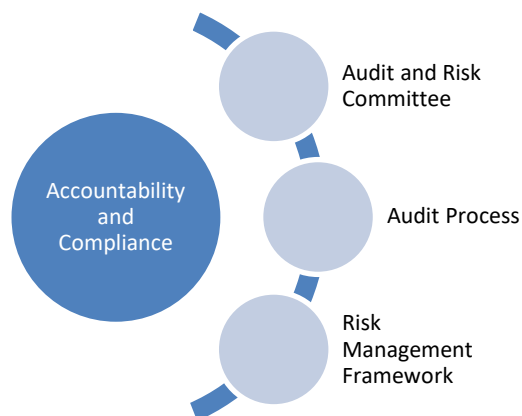 Accountability
and
Compliance
Audit and Risk
Committee
Audit Process
Risk
Management
Framework